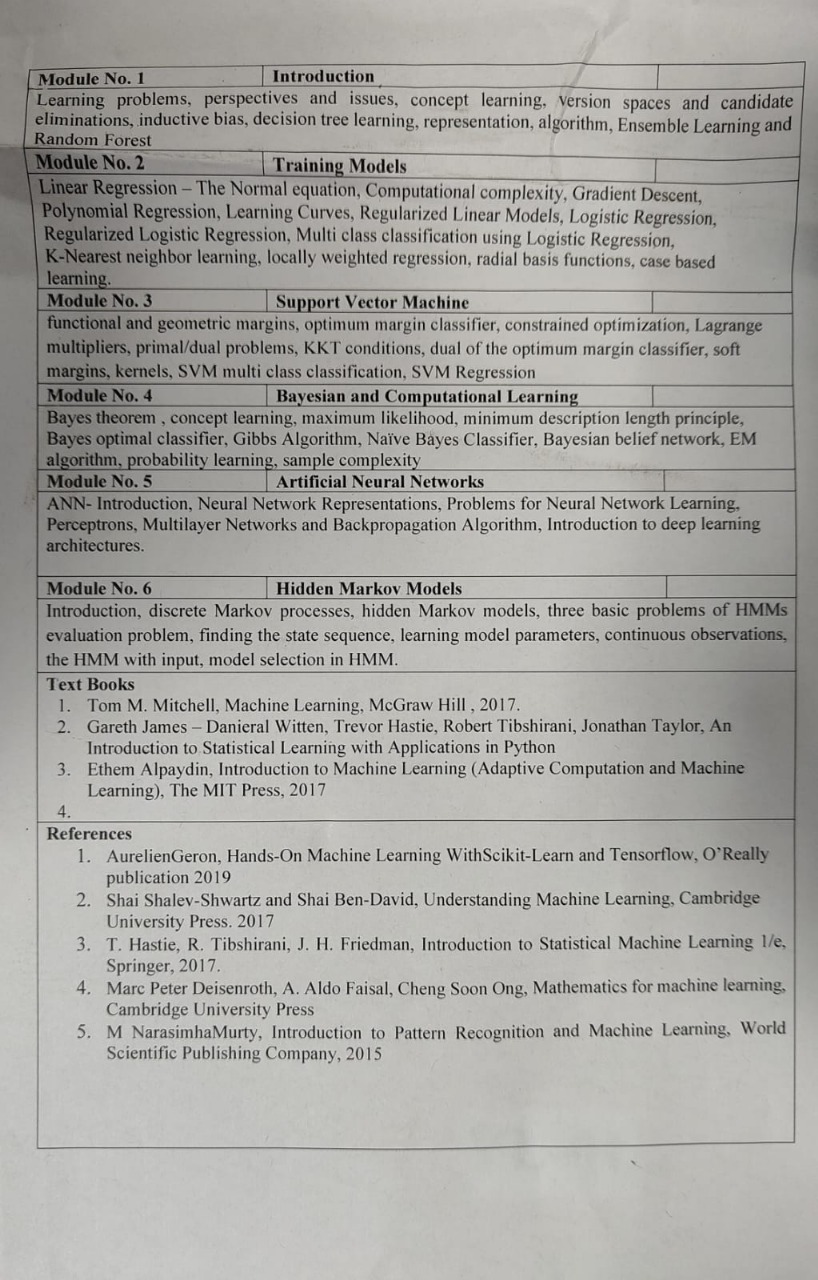 Module No. 1 Introduction
Learning problems, perspectives and issues, concept learning, version spaces and candidate
eliminations, inductive bias, decision tree learning, representation, algorithm, Ensemble Learning and
Random Forest
Module No. 2 Training Models
Linear Regression – The Normal equation, Computational complexity, Gradient Descent,
Polynomial Regression, Learning Curves, Regularized Linear Models, Logistic Regression,
Regularized Logistic Regression, Multi class classification using Logistic Regression,
K-Nearest neighbor learning, locally weighted regression, radial basis functions, case based
learning.
Module No. 3 Support Vector Machine
functional and geometric margins, optimum margin classifier, constrained optimization, Lagrange
multipliers, primal/dual problems, KKT conditions, dual of the optimum margin classifier, soft
margins, kernels, SVM multi class classification, SVM Regression
Module No. 4 Bayesian and Computational Learning
Bayes theorem , concept learning, maximum likelihood, minimum description length principle,
Bayes optimal classifier, Gibbs Algorithm, Naïve Bayes Classifier, Bayesian belief network, EM
algorithm, probability learning, sample complexity
Module No. 5 Artificial Neural Networks
ANN- Introduction, Neural Network Representations, Problems for Neural Network Learning,
Perceptrons, Multilayer Networks and Backpropagation Algorithm, Introduction to deep learning
architectures.
Module No. 6 Hidden Markov Models
Introduction, discrete Markov processes, hidden Markov models, three basic problems of HMMs
evaluation problem, finding the state sequence, learning model parameters, continuous observations,
the HMM with input, model selection in HMM.
Text Books
1. Tom M. Mitchell, Machine Learning, McGraw Hill , 2017.
2. Gareth James – Danieral Witten, Trevor Hastie, Robert Tibshirani, Jonathan Taylor, An
Introduction to Statistical Learning with Applications in Python
3. Ethem Alpaydin, Introduction to Machine Learning (Adaptive Computation and Machine
Learning), The MIT Press, 2017
4.
References
1. AurelienGeron, Hands-On Machine Learning WithScikit-Learn and Tensorflow, O’Really
publication 2019
2. Shai Shalev-Shwartz and Shai Ben-David, Understanding Machine Learning, Cambridge
University Press. 2017
3. T. Hastie, R. Tibshirani, J. H. Friedman, Introduction to Statistical Machine Learning 1/e,
Springer, 2017.
4. Marc Peter Deisenroth, A. Aldo Faisal, Cheng Soon Ong, Mathematics for machine learning,
Cambridge University Press
5. M NarasimhaMurty, Introduction to Pattern Recognition and Machine Learning, World
Scientific Publishing Company, 2015